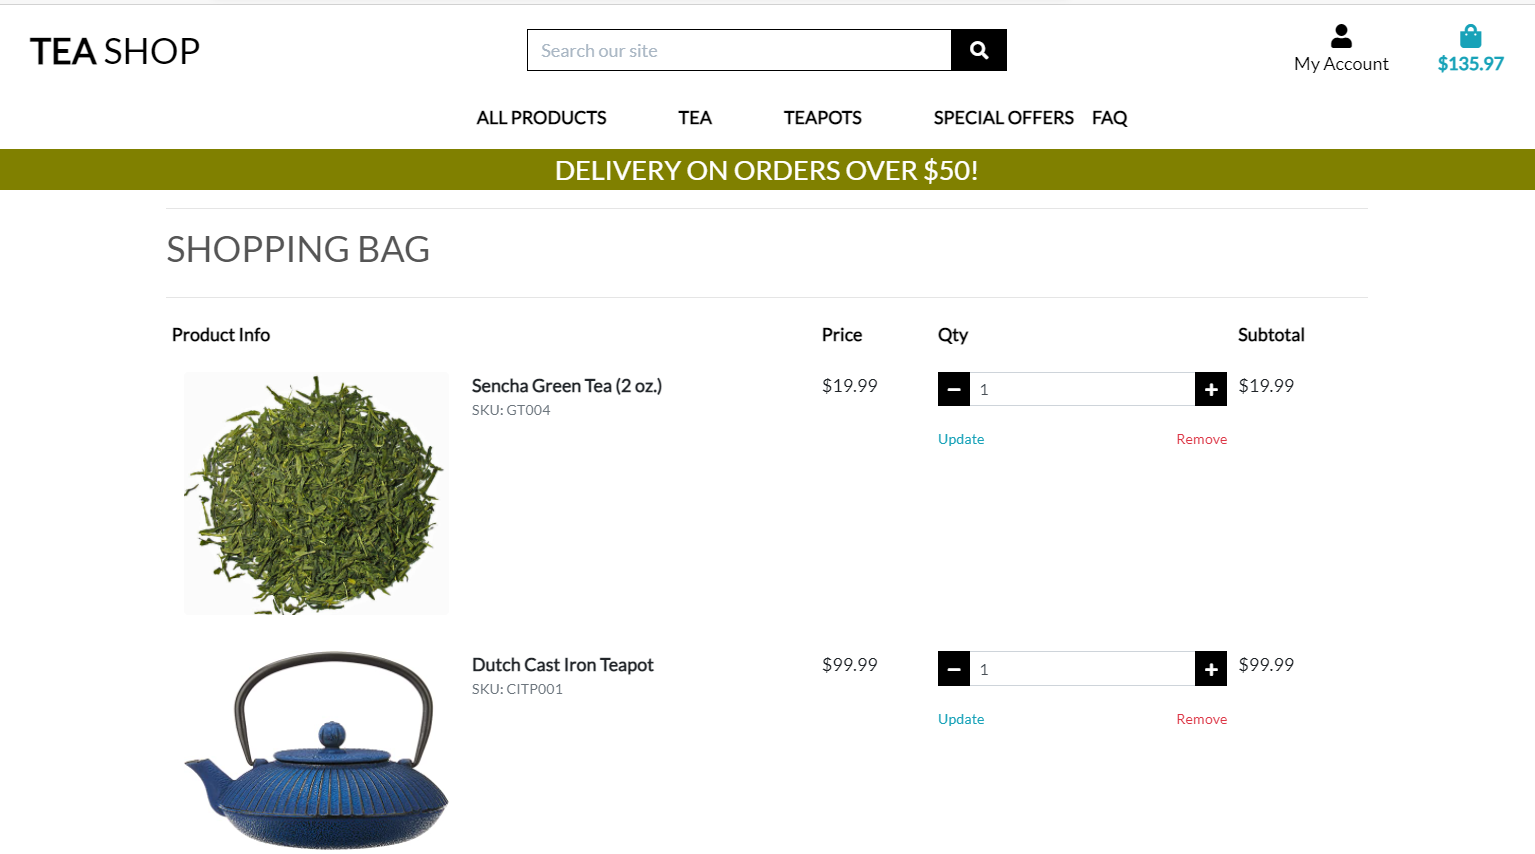 TEA SHOP
Search our site
My Account
$135.97
ALL PRODUCTS TEA TEAPOTS SPECIAL OFFERS FAQ
DELIVERY ON ORDERS OVER $50!
SHOPPING BAG
Product Info Price Qty Subtotal
Sencha Green Tea (2 oz.) $19.99 1 $19.99
SKU: GT004
Update Remove
Dutch Cast Iron Teapot $99.99 1 $99.99
SKU: CITP001
Update Remove